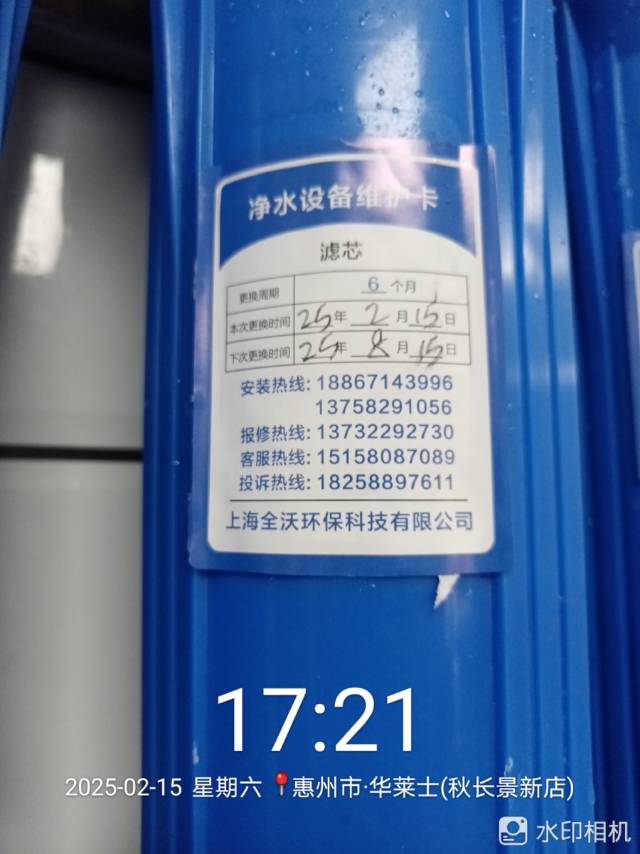 净水设备维护卡
滤芯
更换周期 6 个月
本次更换时间 25年 2月15日
下次更换时间 25年 8月15日
安装热线: 18867143996
13758291056
报修热线: 13732292730
客服热线: 15158087089
投诉热线: 18258897611
上海全沃环保科技有限公司
17:21
2025-02-15 星期六 惠州市·华莱士(秋长景新店)
水印相机